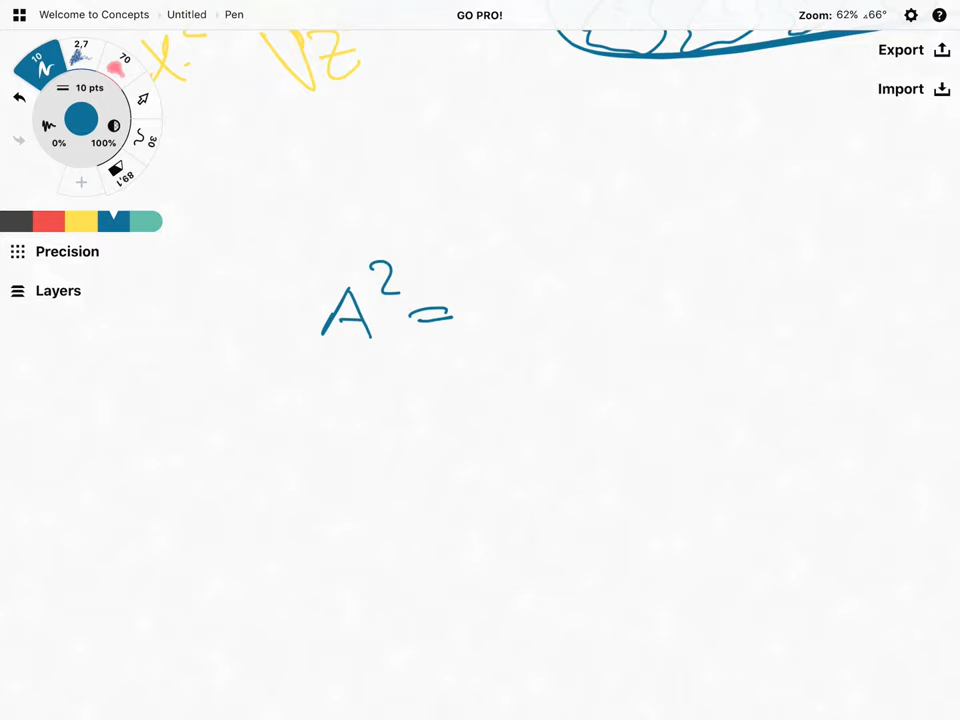 Welcome to Concepts › Untitled › Pen GO PRO! Zoom: 62% ⦟66°
Export
Import
2,7
10
70
10 pts
30
0% 100%
89,1
Precision
Layers
√z
A² =